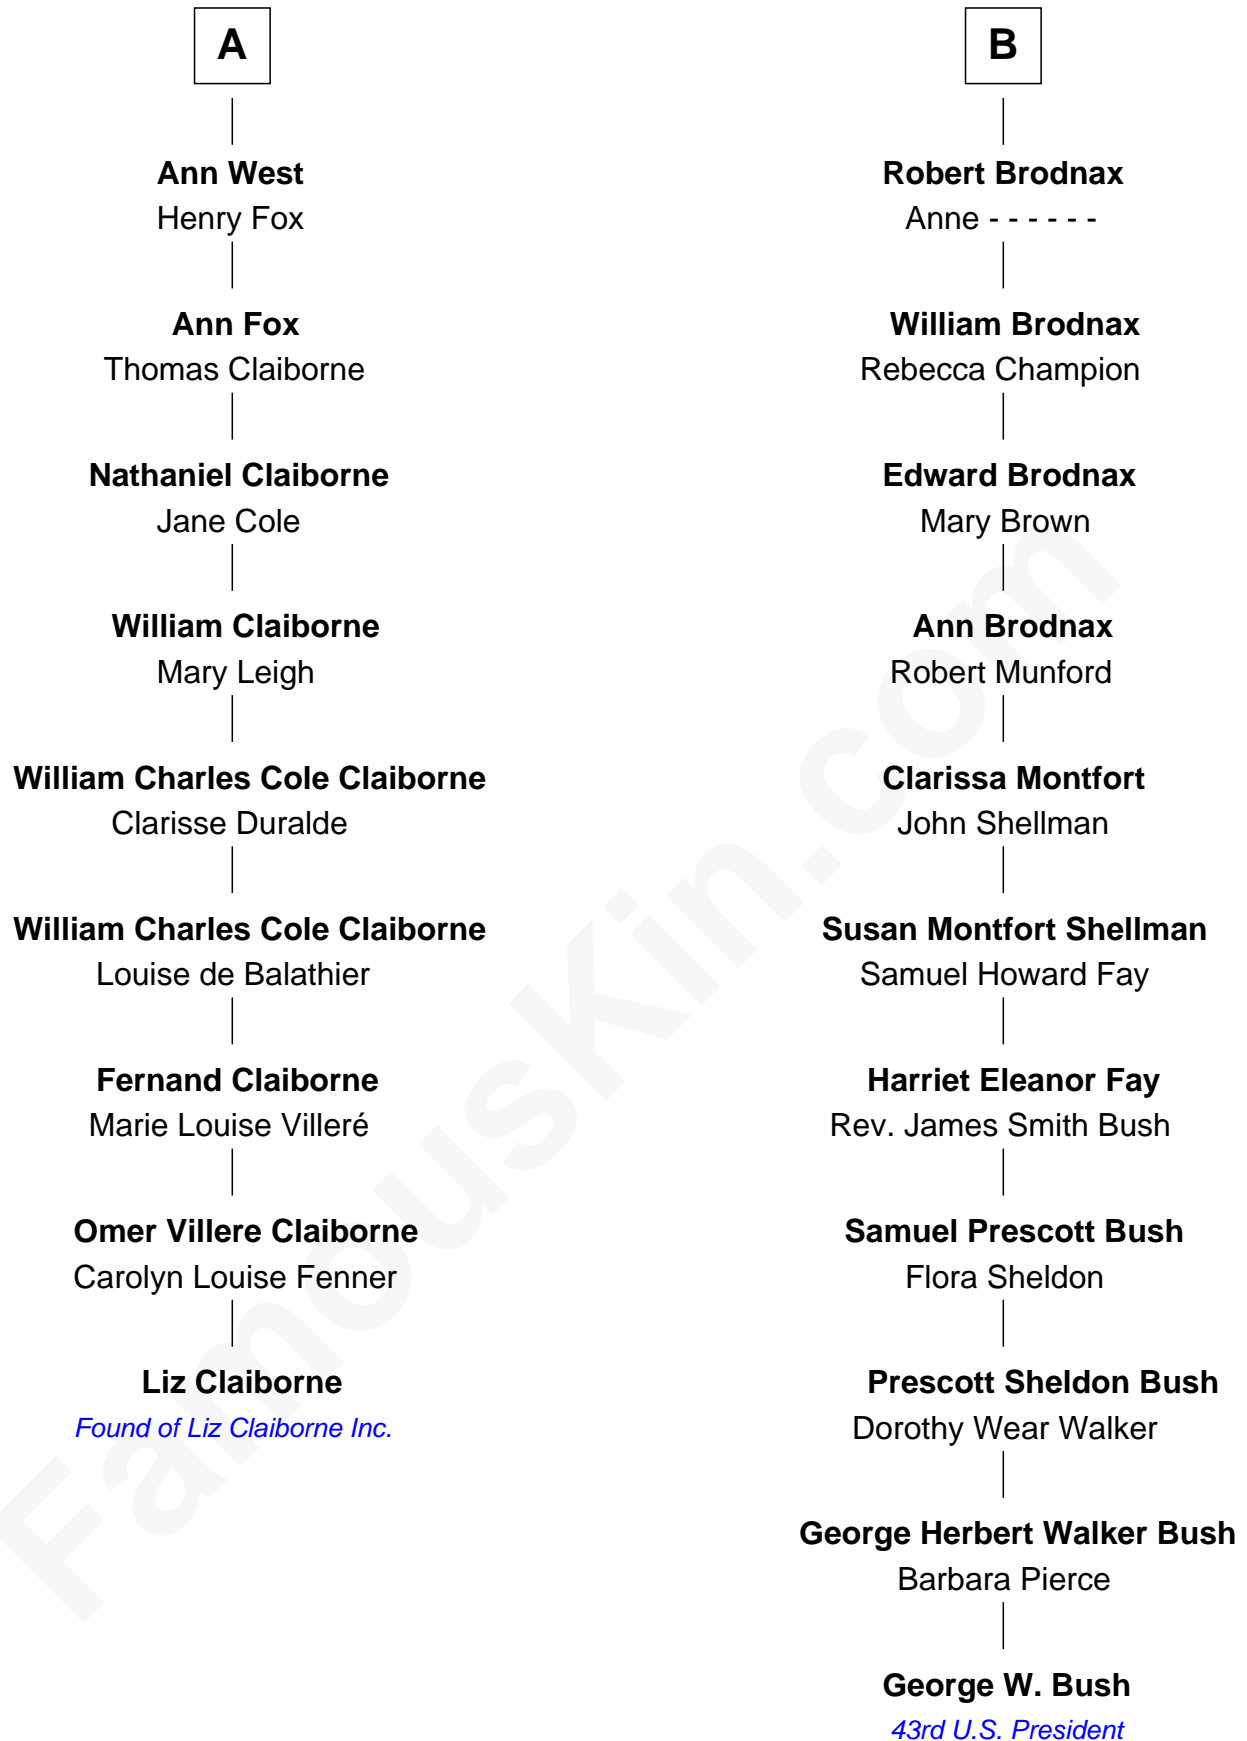 A
Ann West
Henry Fox
Ann Fox
Thomas Claiborne
Nathaniel Claiborne
Jane Cole
William Claiborne
Mary Leigh
William Charles Cole Claiborne
Clarisse Duralde
William Charles Cole Claiborne
Louise de Balathier
Fernand Claiborne
Marie Louise Villeré
Omer Villere Claiborne
Carolyn Louise Fenner
Liz Claiborne
Found of Liz Claiborne Inc.
B
Robert Brodnax
Anne - - - - - -
William Brodnax
Rebecca Champion
Edward Brodnax
Mary Brown
Ann Brodnax
Robert Munford
Clarissa Montfort
John Shellman
Susan Montfort Shellman
Samuel Howard Fay
Harriet Eleanor Fay
Rev. James Smith Bush
Samuel Prescott Bush
Flora Sheldon
Prescott Sheldon Bush
Dorothy Wear Walker
George Herbert Walker Bush
Barbara Pierce
George W. Bush
43rd U.S. President
FamousKin.com